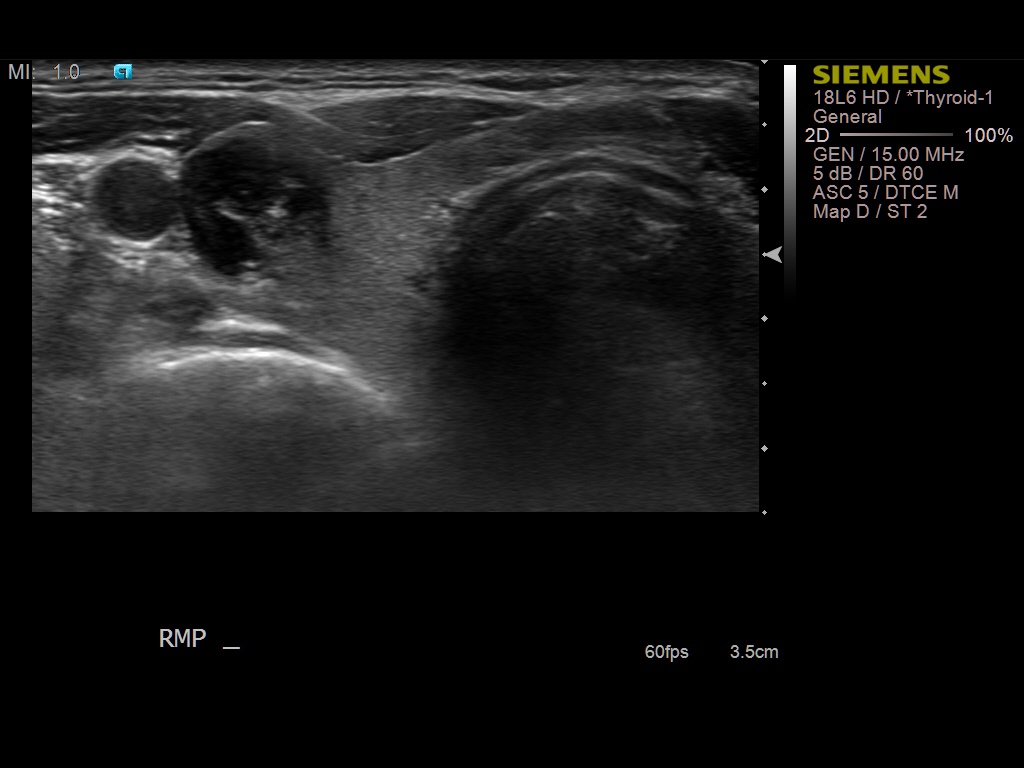 MI: 1.0
SIEMENS
18L6 HD / *Thyroid-1
General
2D 100%
GEN / 15.00 MHz
5 dB / DR 60
ASC 5 / DTCE M
Map D / ST 2
RMP _
60fps 3.5cm